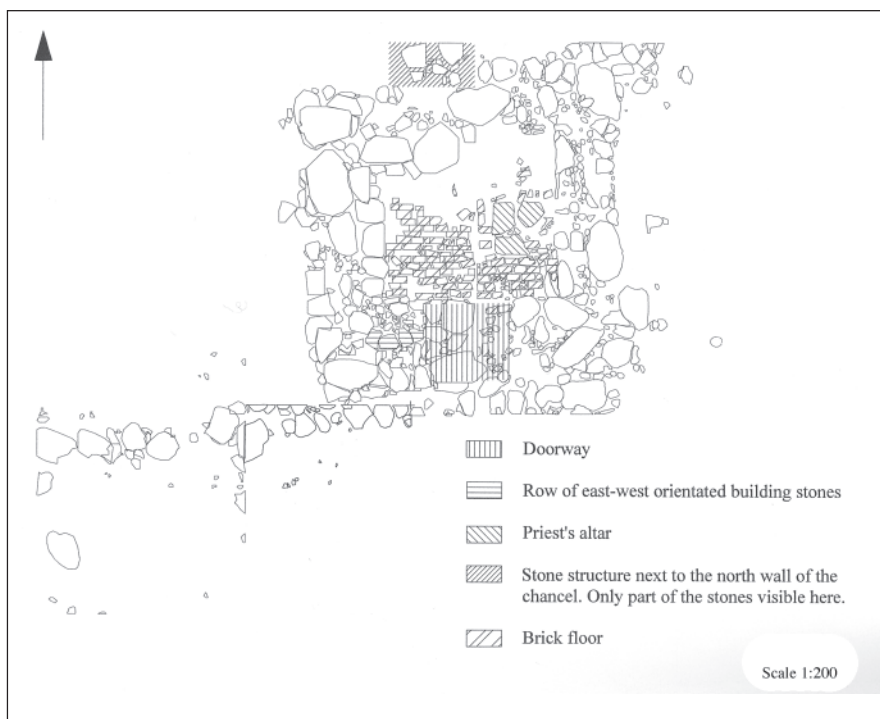 Doorway
Row of east-west orientated building stones
Priest's altar
Stone structure next to the north wall of the
chancel. Only part of the stones visible here.
Brick floor
Scale 1:200